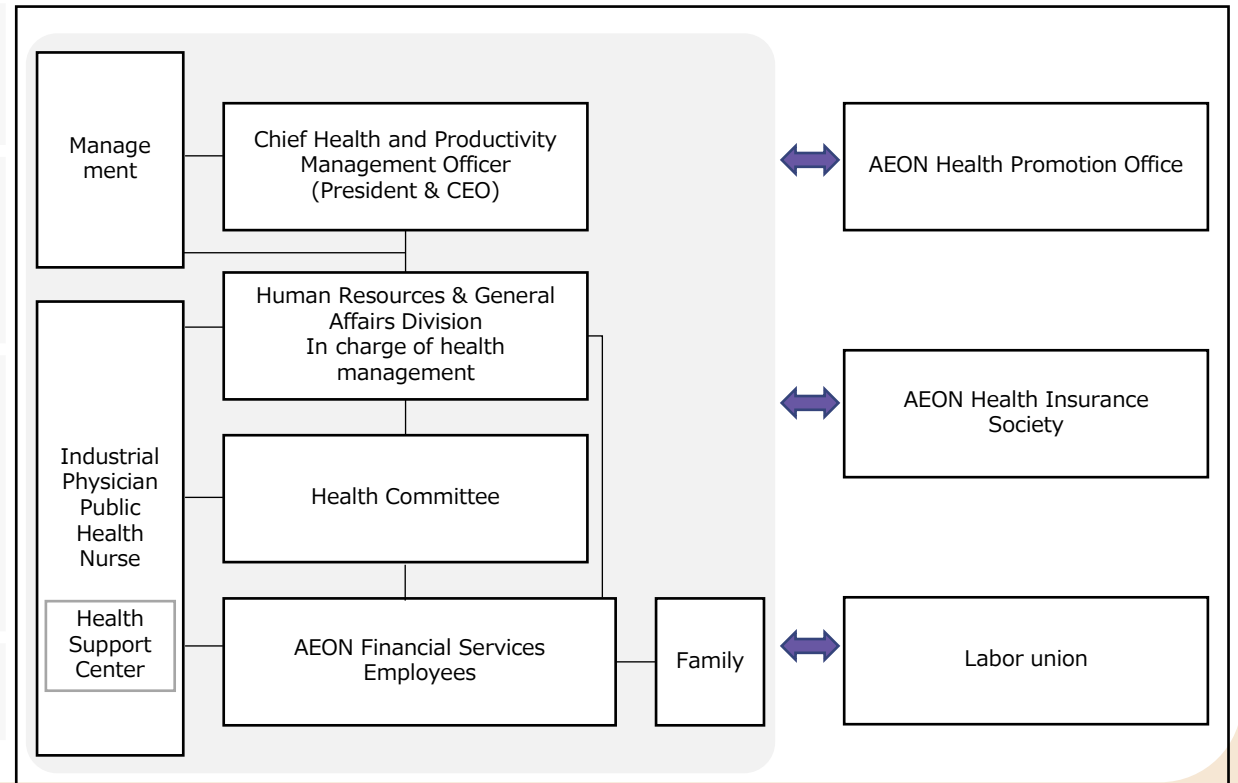 Manage
ment
Chief Health and Productivity
Management Officer
(President & CEO)
AEON Health Promotion Office
Human Resources & General
Affairs Division
In charge of health
management
AEON Health Insurance
Society
Industrial
Physician
Public
Health
Nurse
Health Committee
Health
Support
Center
AEON Financial Services
Employees
Family
Labor union